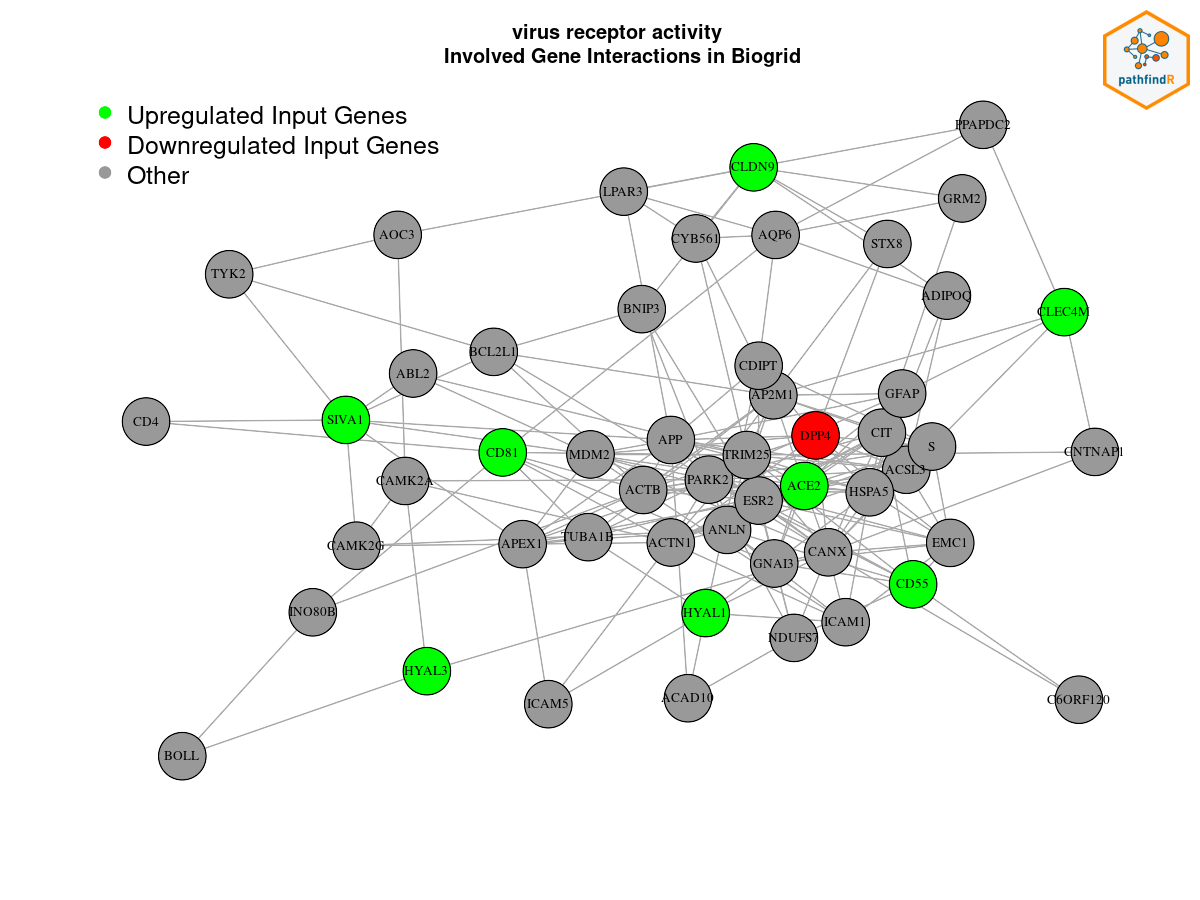 virus receptor activity
Involved Gene Interactions in Biogrid
pathfindR
Upregulated Input Genes
Downregulated Input Genes
Other
PPAPDC2
CLDN9
LPAR3
GRM2
AOC3
CYB561
AQP6
STX8
TYK2
ADIPOQ
BNIP3
CLEC4M
BCL2L1
CDIPT
ABL2
AP2M1
GFAP
CD4
SIVA1
CIT
DPP4
APP
S
CD81
MDM2
TRIM25
CNTNAP1
ACSL3
CAMK2A
PARK2
ACTB
ACE2
HSPA5
ESR2
ANLN
CAMK2G
APEX1
TUBA1B
ACTN1
EMC1
CANX
GNAI3
CD55
INO80B
HYAL1
ICAM1
NDUFS7
HYAL3
ICAM5
ACAD10
C6ORF120
BOLL